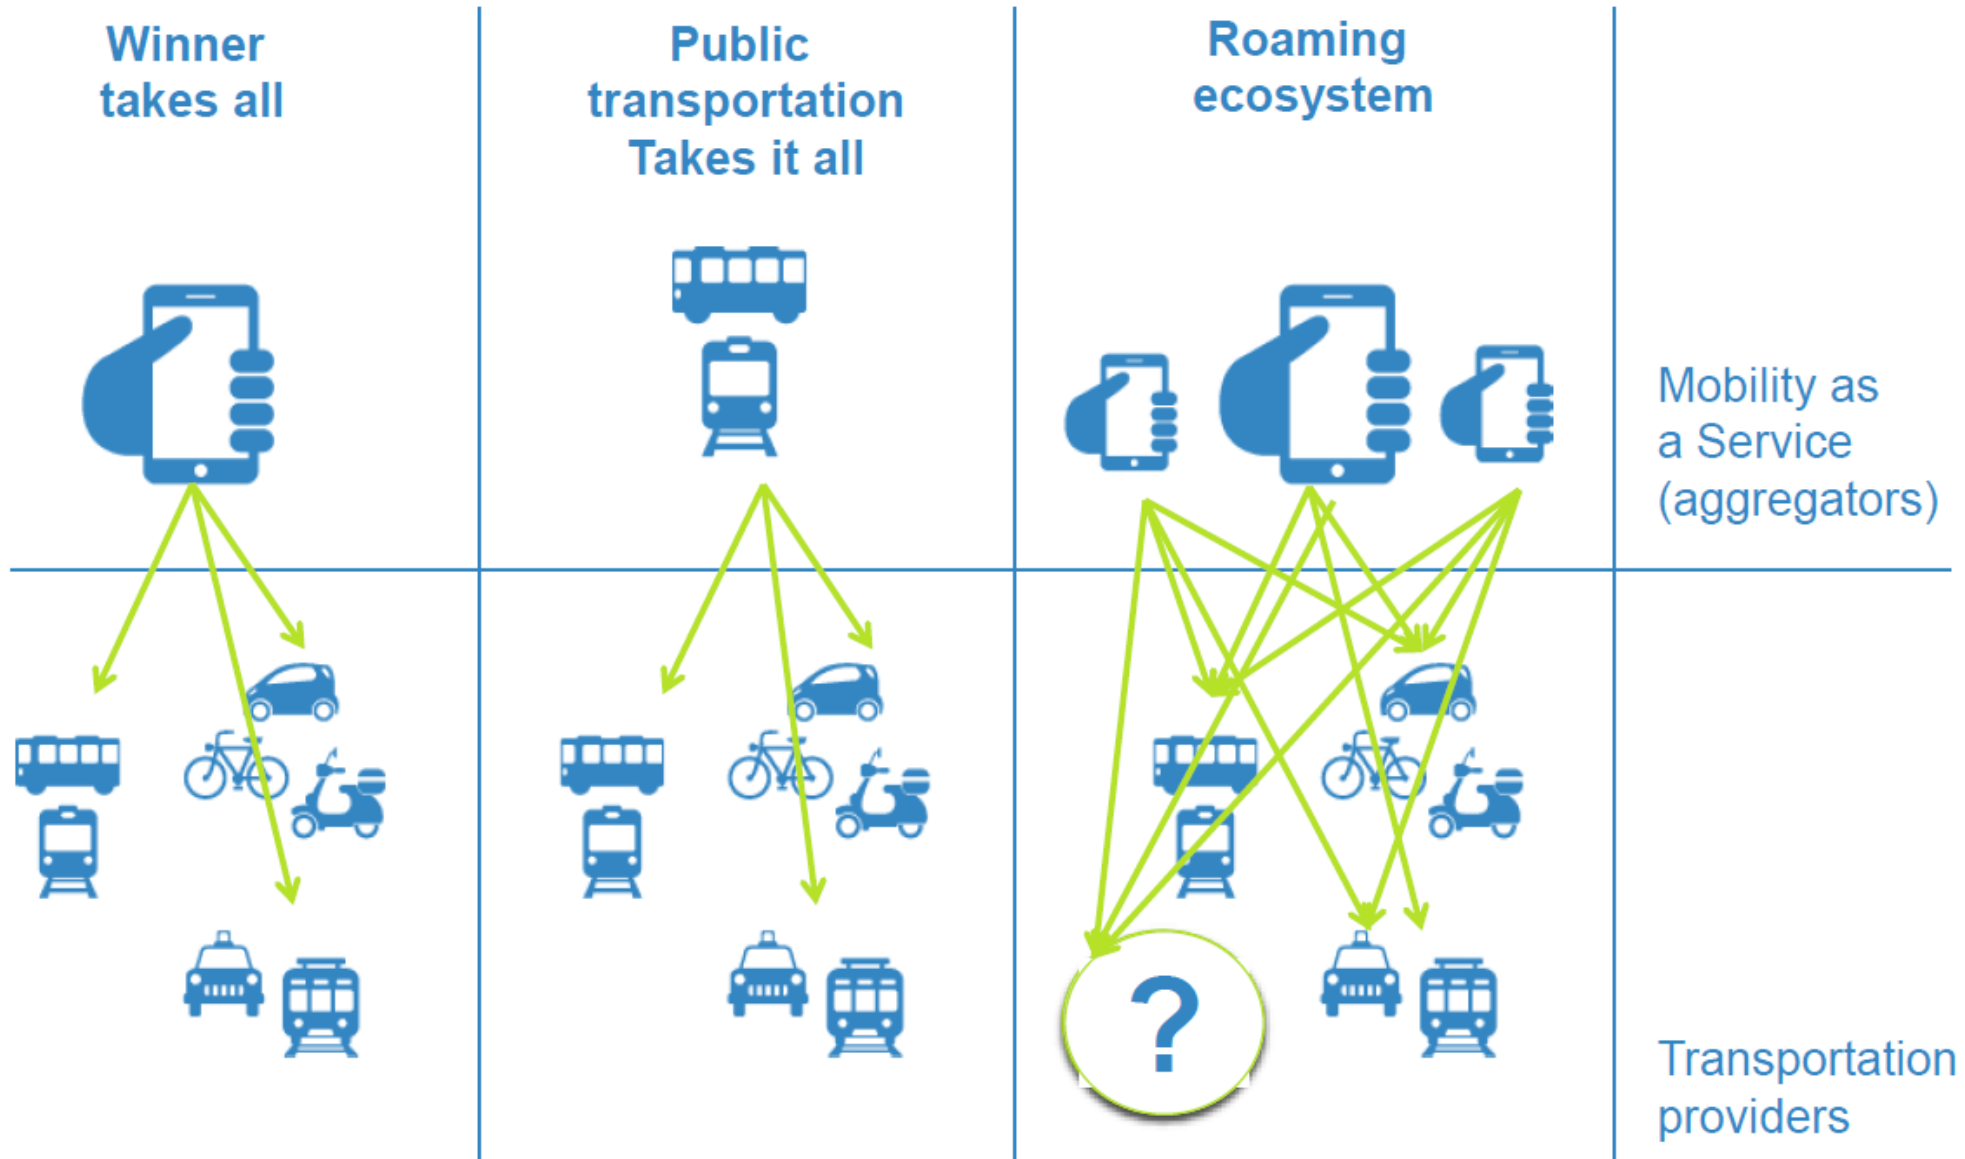 Winner
takes all
Public
transportation
Takes it all
Roaming
ecosystem
Mobility as
a Service
(aggregators)
?
Transportation
providers